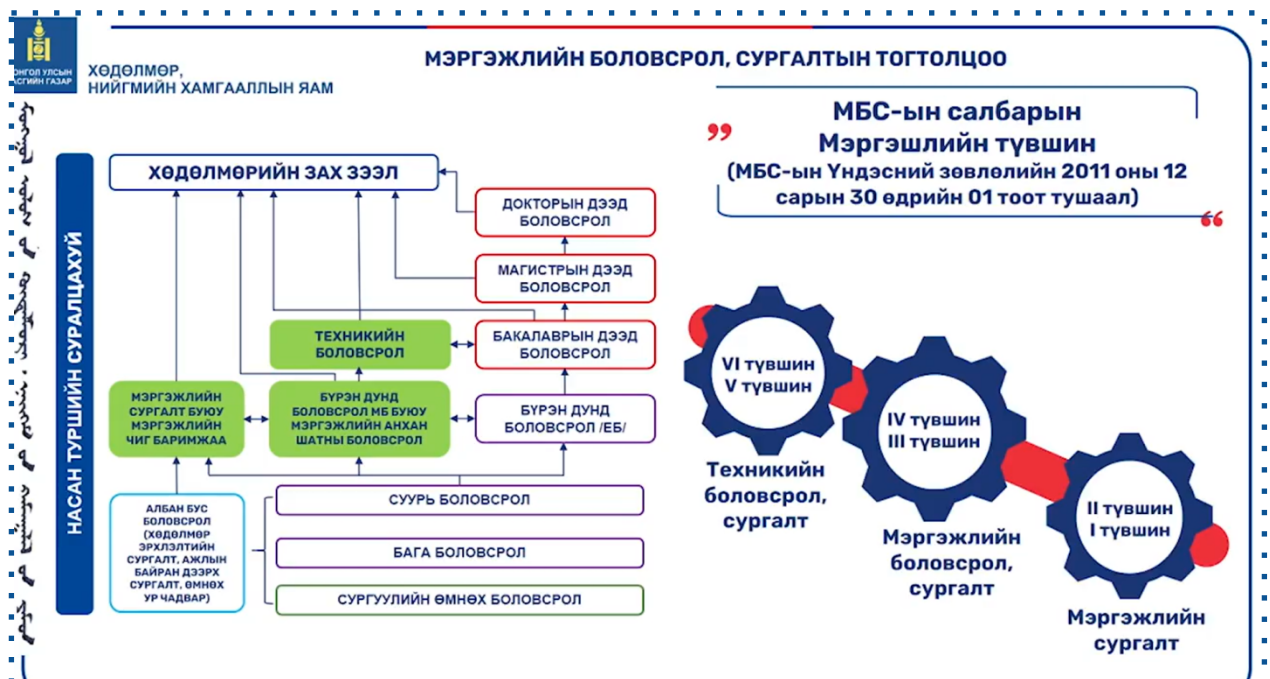 МЭРГЭЖЛИЙН БОЛОВСРОЛ, СУРГАЛТЫН ТОГТОЛЦОО
ХӨДӨЛМӨР,
НИЙГМИЙН ХАМГААЛЛЫН ЯАМ
НАСАН ТУРШИЙН СУРАЛЦАХУЙ
ХӨДӨЛМӨРИЙН ЗАХ ЗЭЭЛ
ДОКТОРЫН ДЭЭД
БОЛОВСРОЛ
МАГИСТРЫН ДЭЭД
БОЛОВСРОЛ
ТЕХНИКИЙН
БОЛОВСРОЛ
БАКАЛАВРЫН ДЭЭД
БОЛОВСРОЛ
МЭРГЭЖЛИЙН
СУРГАЛТ БУЮУ
МЭРГЭЖЛИЙН
ЧИГ БАРИМЖАА
БҮРЭН ДУНД
БОЛОВСРОЛ МБ БУЮУ
МЭРГЭЖЛИЙН АНХАН
ШАТНЫ БОЛОВСРОЛ
БҮРЭН ДУНД
БОЛОВСРОЛ /ЕБ/
АЛБАН БУС
БОЛОВСРОЛ
(ХӨДӨЛМӨР
ЭРХЛЭЛТИЙН
СУРГАЛТ, АЖЛЫН
БАЙРАН ДЭЭРХ
СУРГАЛТ, ӨМНӨХ
УР ЧАДВАР)
СУУРЬ БОЛОВСРОЛ
БАГА БОЛОВСРОЛ
СУРГУУЛИЙН ӨМНӨХ БОЛОВСРОЛ
МБС-ын салбарын
Мэргэшлийн түвшин
(МБС-ын Үндэсний зөвлөлийн 2011 оны 12
сарын 30 өдрийн 01 тоот тушаал)
VI түвшин
V түвшин
Техникийн
боловсрол,
сургалт
IV түвшин
III түвшин
Мэргэжлийн
боловсрол,
сургалт
II түвшин
I түвшин
Мэргэжлийн
сургалт